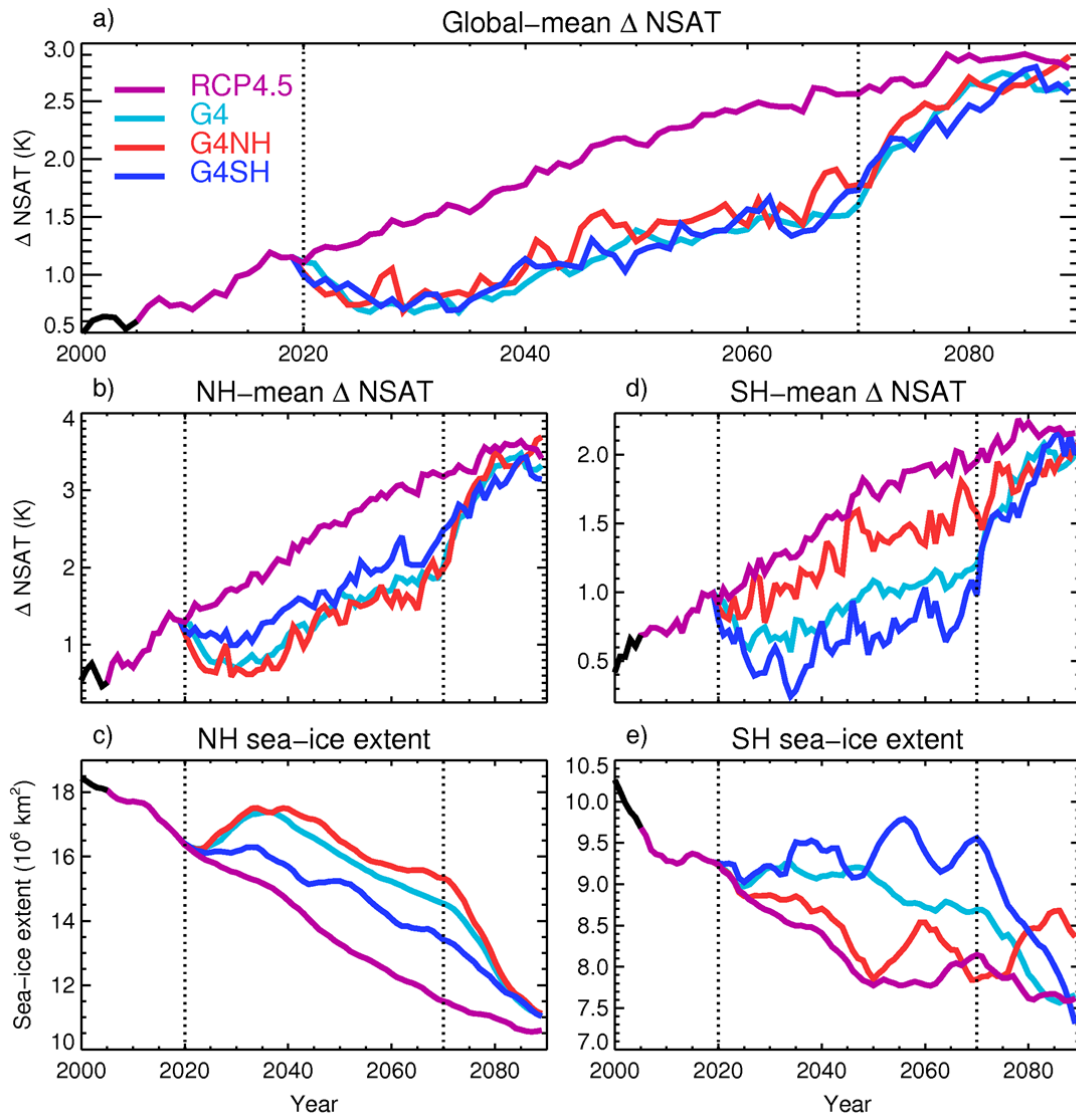 a) Global−mean Δ NSAT
Δ NSAT (K)
3.0
2.5
2.0
1.5
1.0
0.5
RCP4.5
G4
G4NH
G4SH
2000 2020 2040 2060 2080
b) NH−mean Δ NSAT
Δ NSAT (K)
4
3
2
1
d) SH−mean Δ NSAT
2.0
1.5
1.0
0.5
c) NH sea−ice extent
Sea−ice extent (10⁶ km²)
18
16
14
12
10
2000 2020 2040 2060 2080
Year
e) SH sea−ice extent
10.5
10.0
9.5
9.0
8.5
8.0
7.5
7.0
2000 2020 2040 2060 2080
Year